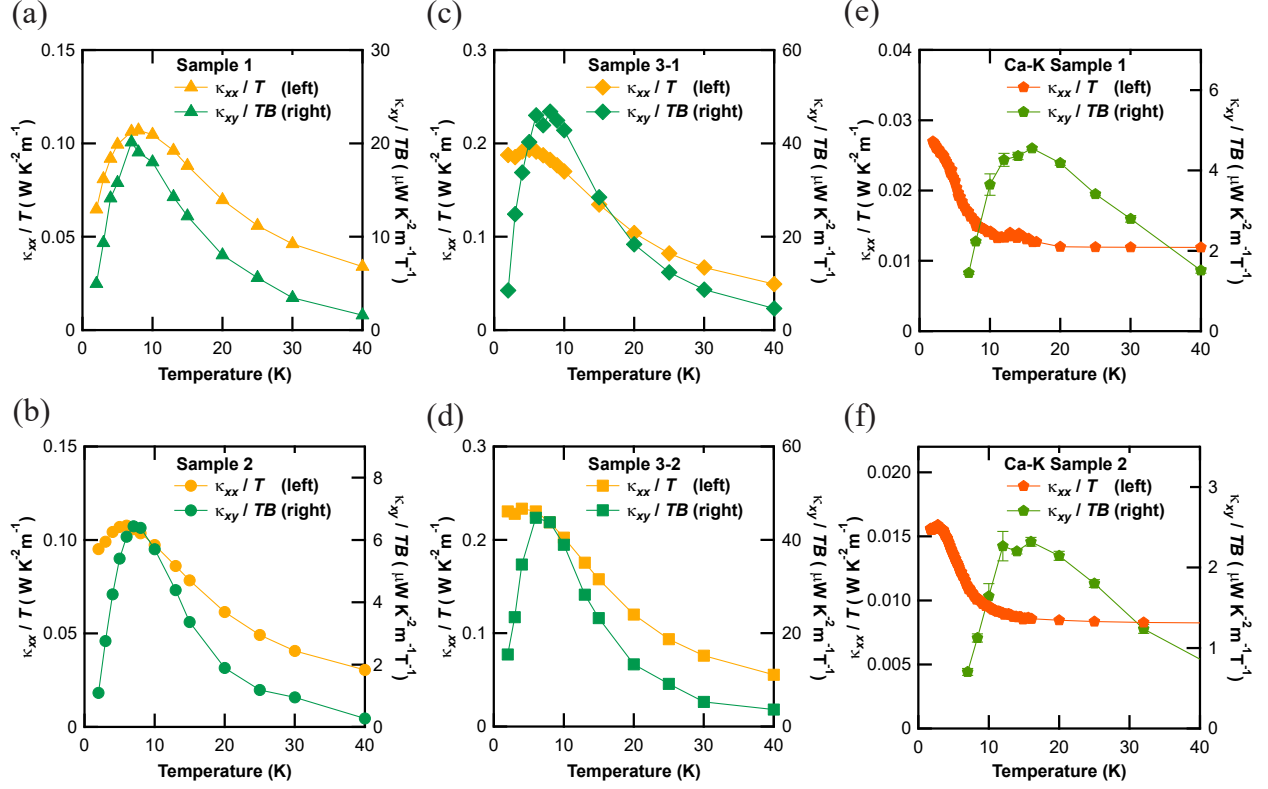 (a)
Sample 1
κxx / T (left)
κxy / TB (right)
κxx / T ( W K-2 m-1)
κxy / TB ( μW K-2 m-1T-1)
0.15
0.10
0.05
0
30
20
10
0
0 10 20 30 40
Temperature (K)
(c)
Sample 3-1
κxx / T (left)
κxy / TB (right)
κxx / T ( W K-2 m-1)
κxy / TB ( μW K-2 m-1T-1)
0.3
0.2
0.1
0
60
40
20
0
0 10 20 30 40
Temperature (K)
(e)
Ca-K Sample 1
κxx / T (left)
κxy / TB (right)
κxx / T ( W K-2 m-1)
κxy / TB ( μW K-2 m-1T-1)
0.04
0.03
0.02
0.01
0
6
4
2
0
0 10 20 30 40
Temperature (K)
(b)
Sample 2
κxx / T (left)
κxy / TB (right)
κxx / T ( W K-2 m-1)
κxy / TB ( μW K-2 m-1T-1)
0.15
0.10
0.05
0
8
6
4
2
0
0 10 20 30 40
Temperature (K)
(d)
Sample 3-2
κxx / T (left)
κxy / TB (right)
κxx / T ( W K-2 m-1)
κxy / TB ( μW K-2 m-1T-1)
0.3
0.2
0.1
0
60
40
20
0
0 10 20 30 40
Temperature (K)
(f)
Ca-K Sample 2
κxx / T (left)
κxy / TB (right)
κxx / T ( W K-2 m-1)
κxy / TB ( μW K-2 m-1T-1)
0.020
0.015
0.010
0.005
0
3
2
1
0
0 10 20 30 40
Temperature (K)